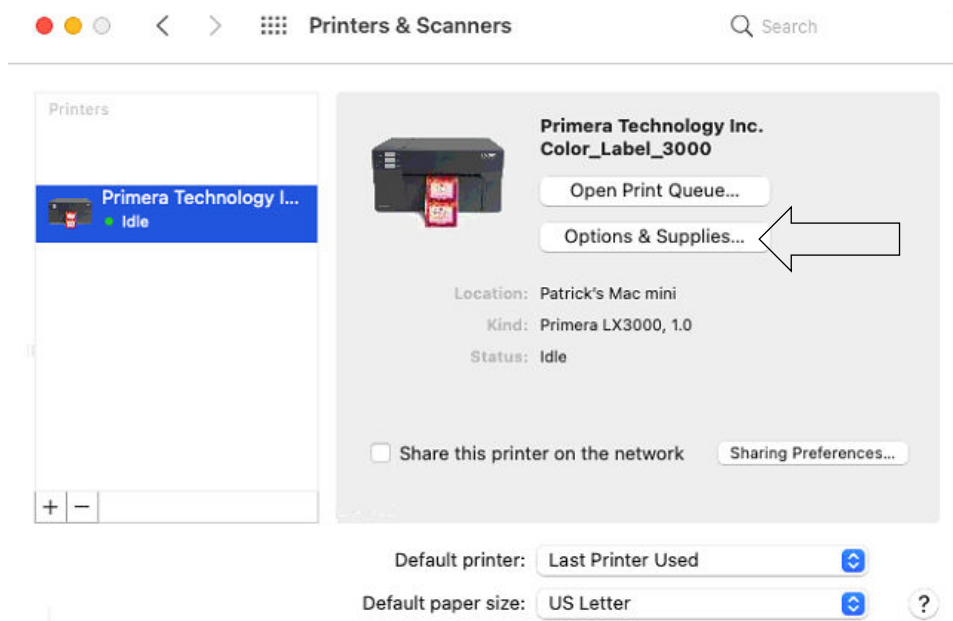 Printers & Scanners
Search
Printers
Primera Technology I...
Idle
Primera Technology Inc.
Color_Label_3000
Open Print Queue...
Options & Supplies...
Location: Patrick's Mac mini
Kind: Primera LX3000, 1.0
Status: Idle
Share this printer on the network
Sharing Preferences...
+ −
Default printer: Last Printer Used
Default paper size: US Letter
?